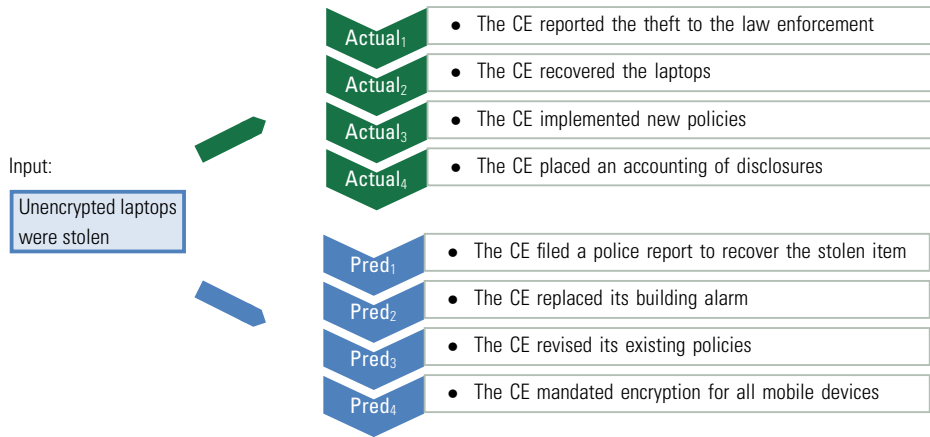 Actual₁ • The CE reported the theft to the law enforcement
Actual₂ • The CE recovered the laptops
Actual₃ • The CE implemented new policies
Actual₄ • The CE placed an accounting of disclosures
Input:
Unencrypted laptops
were stolen
Pred₁ • The CE filed a police report to recover the stolen item
Pred₂ • The CE replaced its building alarm
Pred₃ • The CE revised its existing policies
Pred₄ • The CE mandated encryption for all mobile devices